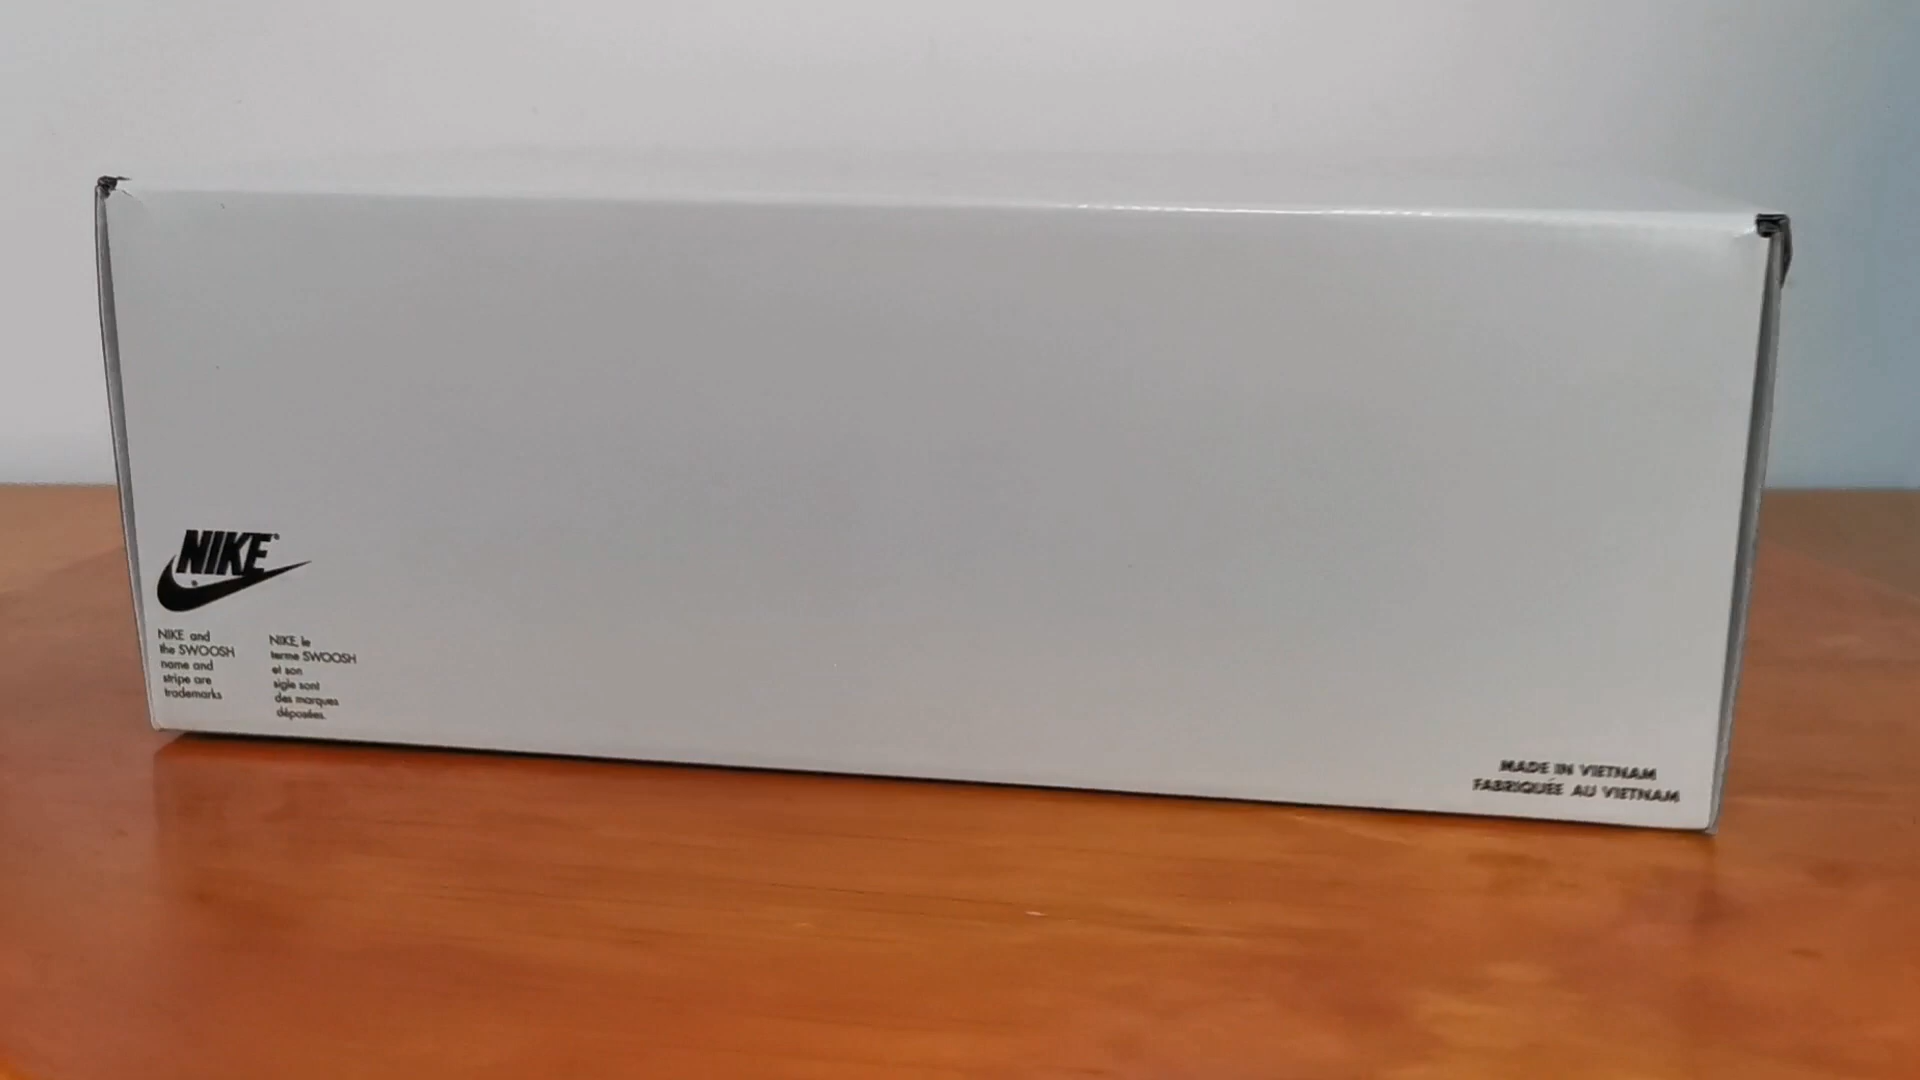 NIKE
NIKE and
the SWOOSH
name and
stripe are
trademarks
NIKE, le
terme SWOOSH
et son
sigle sont
des marques
déposées.
MADE IN VIETNAM
FABRIQUÉE AU VIETNAM